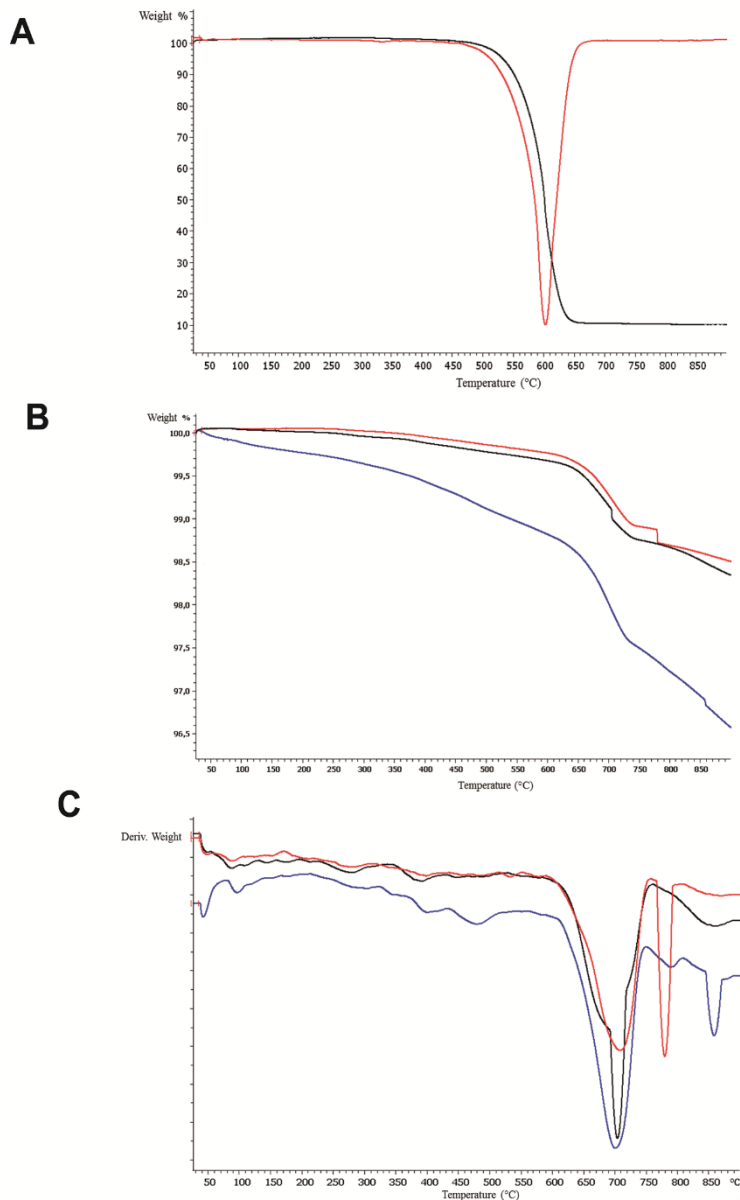 A
Weight %
100
90
80
70
60
50
40
30
20
10
50 100 150 200 250 300 350 400 450 500 550 600 650 700 750 800 850
Temperature (°C)
B
Weight %
100,0
99,5
99,0
98,5
98,0
97,5
97,0
96,5
50 100 150 200 250 300 350 400 450 500 550 600 650 700 750 800 850
Temperature (°C)
C
Deriv. Weight
50 100 150 200 250 300 350 400 450 500 550 600 650 700 750 800 850 °C
Temperature (°C)